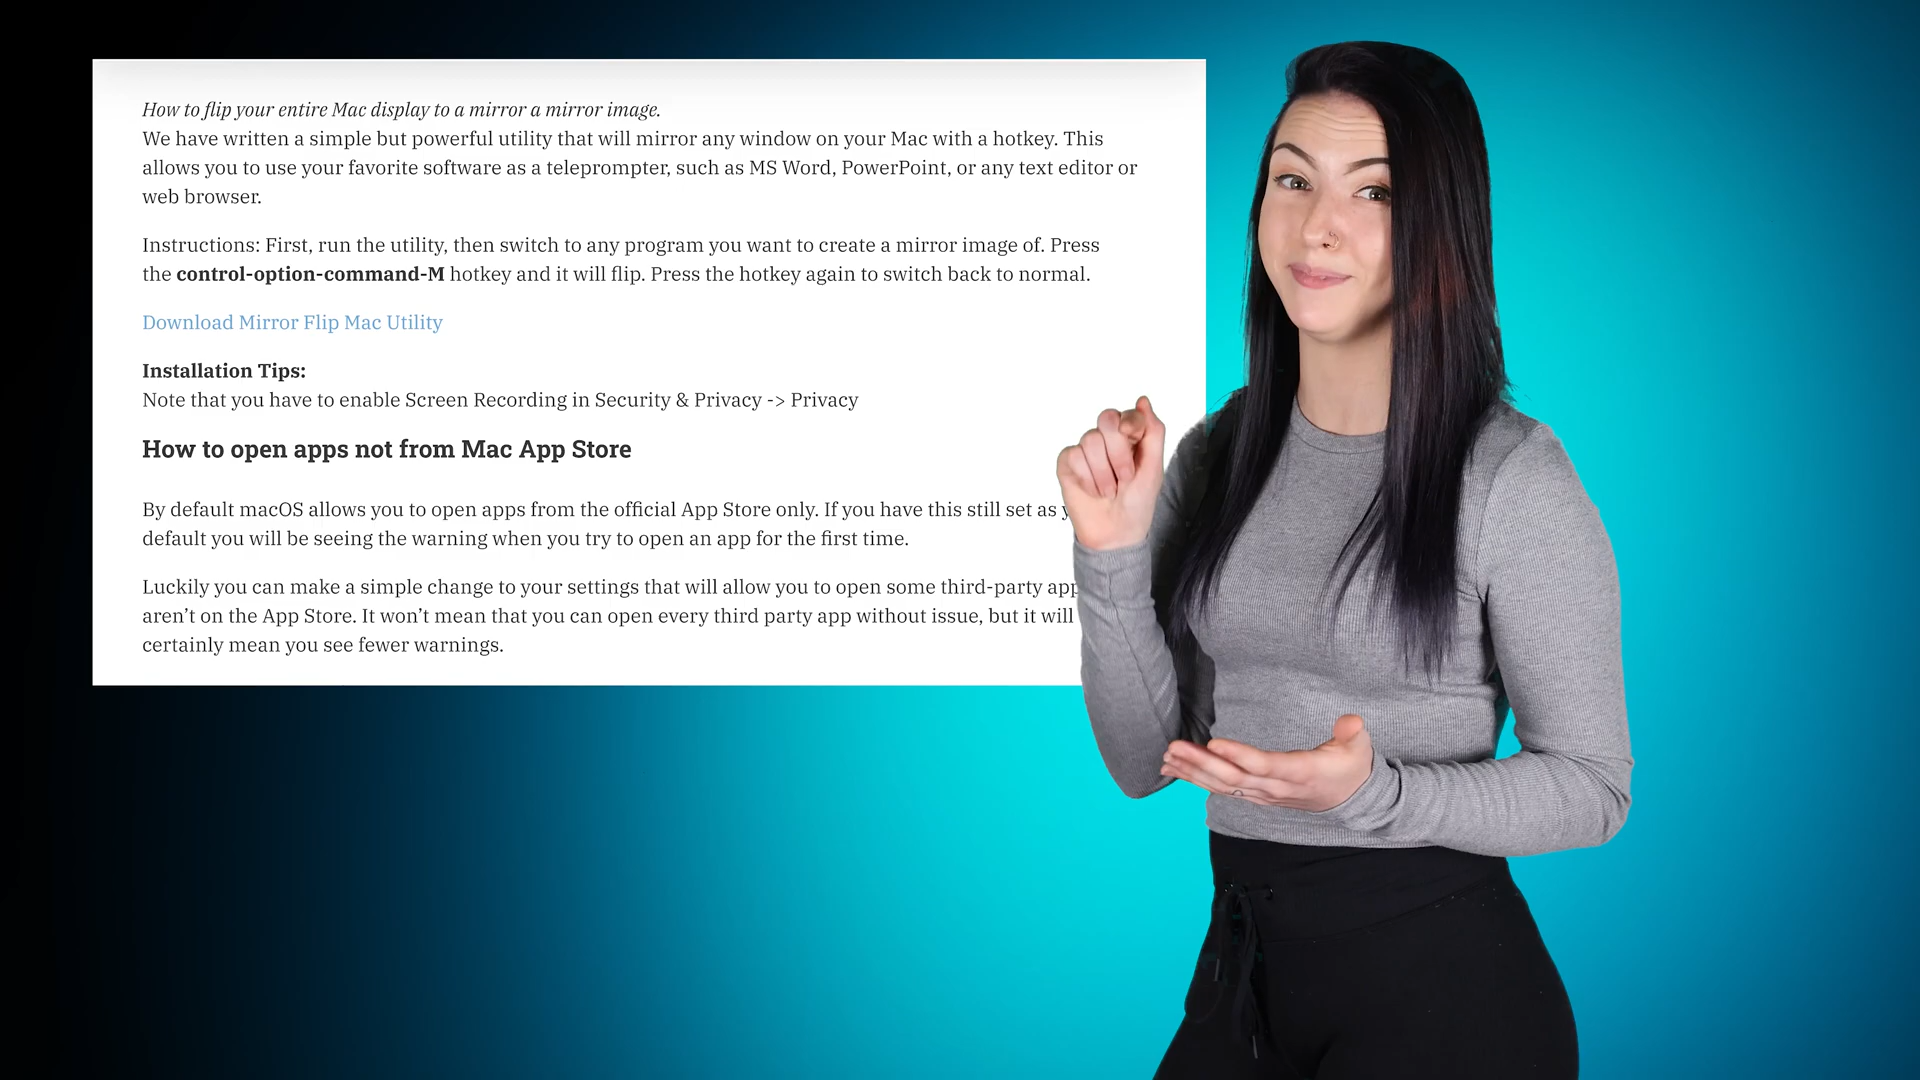 How to flip your entire Mac display to a mirror a mirror image.
We have written a simple but powerful utility that will mirror any window on your Mac with a hotkey. This
allows you to use your favorite software as a teleprompter, such as MS Word, PowerPoint, or any text editor or
web browser.
Instructions: First, run the utility, then switch to any program you want to create a mirror image of. Press
the control-option-command-M hotkey and it will flip. Press the hotkey again to switch back to normal.
Download Mirror Flip Mac Utility
Installation Tips:
Note that you have to enable Screen Recording in Security & Privacy -> Privacy
How to open apps not from Mac App Store
By default macOS allows you to open apps from the official App Store only. If you have this still set as
default you will be seeing the warning when you try to open an app for the first time.
Luckily you can make a simple change to your settings that will allow you to open some third-party
aren’t on the App Store. It won’t mean that you can open every third party app without issue, but it will
certainly mean you see fewer warnings.